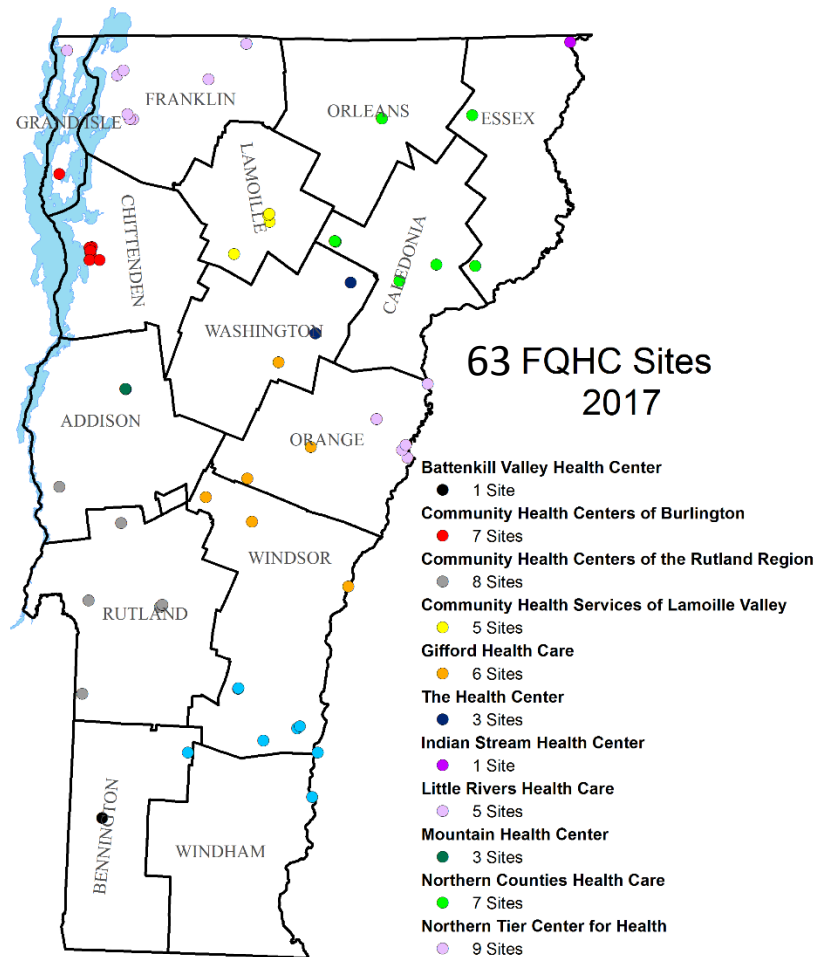 FRANKLIN
GRAND ISLE
ORLEANS
ESSEX
LAMOILLE
CHITTENDEN
CALEDONIA
WASHINGTON
ADDISON
ORANGE
WINDSOR
RUTLAND
BENNINGTON
WINDHAM
63 FQHC Sites
2017
Battenkill Valley Health Center
1 Site
Community Health Centers of Burlington
7 Sites
Community Health Centers of the Rutland Region
8 Sites
Community Health Services of Lamoille Valley
5 Sites
Gifford Health Care
6 Sites
The Health Center
3 Sites
Indian Stream Health Center
1 Site
Little Rivers Health Care
5 Sites
Mountain Health Center
3 Sites
Northern Counties Health Care
7 Sites
Northern Tier Center for Health
9 Sites